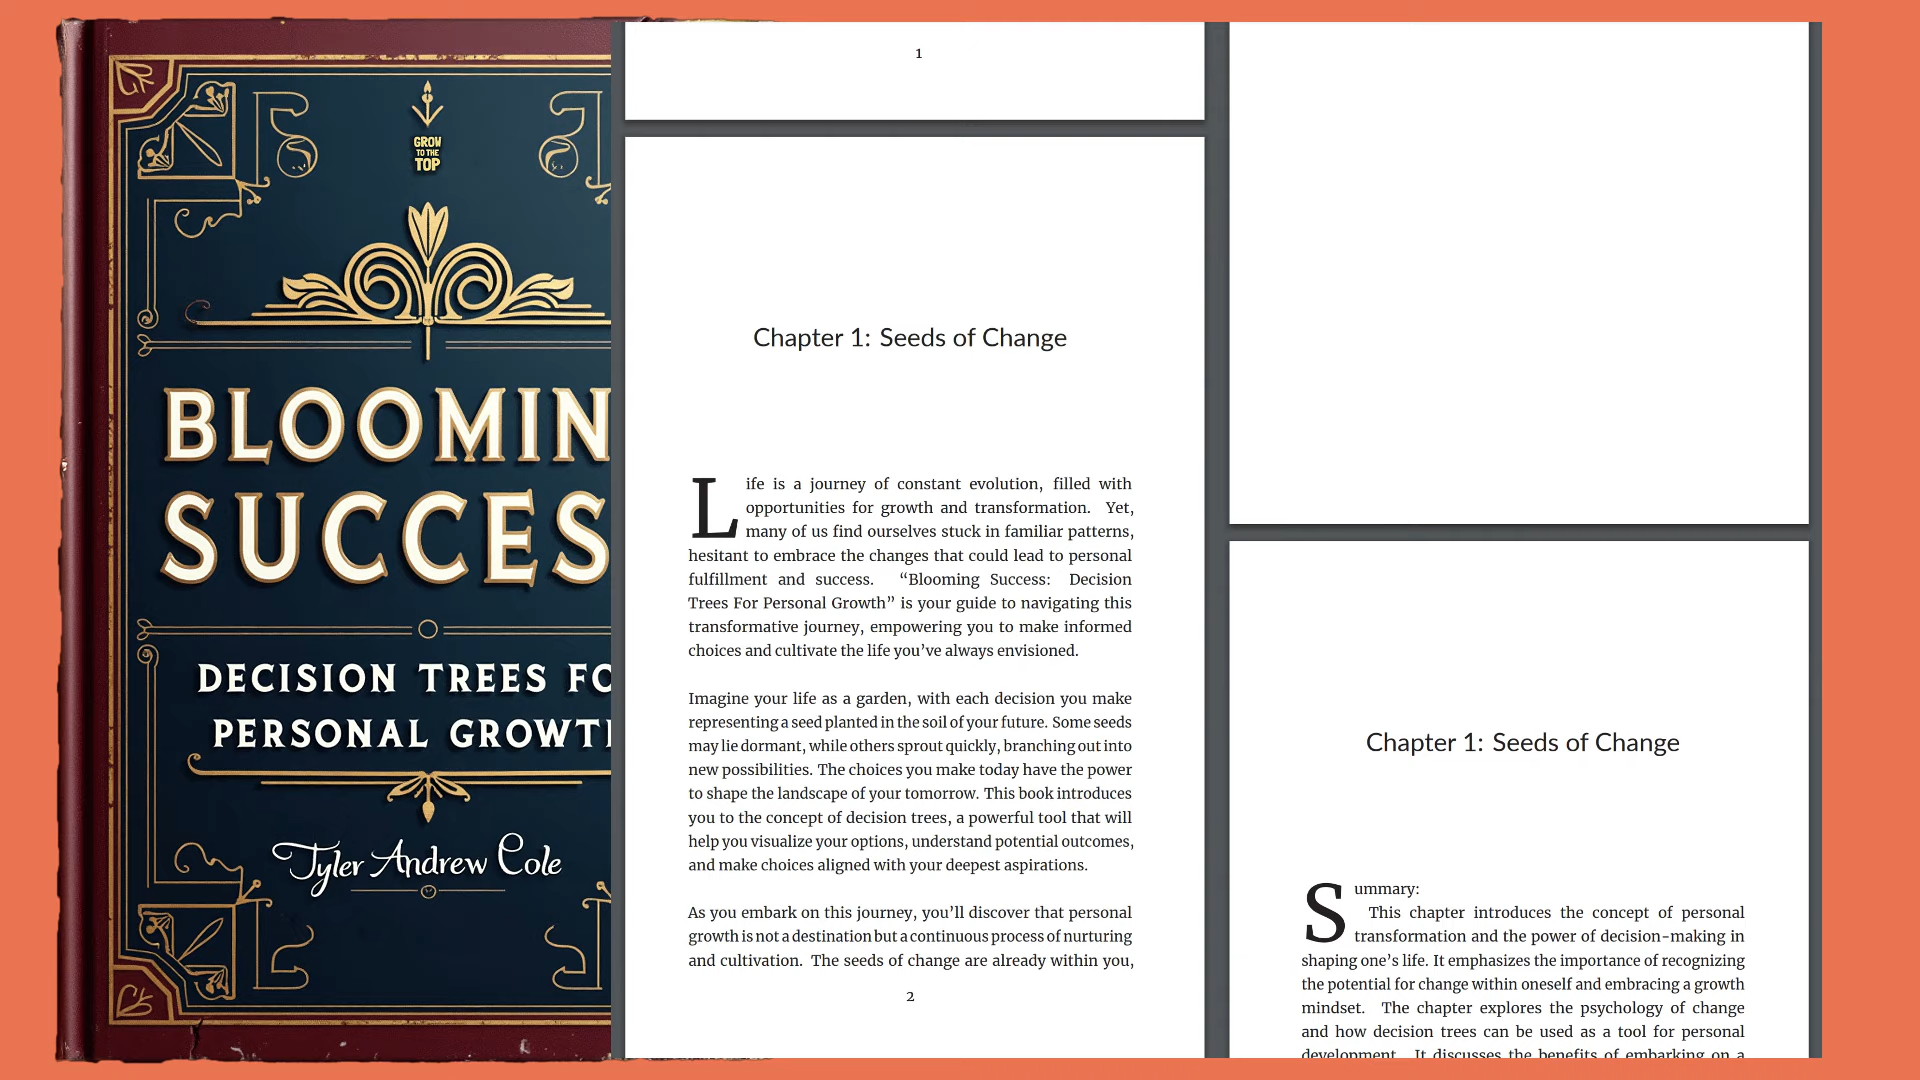 GROW
TO THE
TOP
BLOOMIN
SUCCES
DECISION TREES FO
PERSONAL GROWT
Tyler Andrew Cole
1
Chapter 1: Seeds of Change
Life is a journey of constant evolution, filled with
opportunities for growth and transformation. Yet,
many of us find ourselves stuck in familiar patterns,
hesitant to embrace the changes that could lead to personal
fulfillment and success. “Blooming Success: Decision
Trees For Personal Growth” is your guide to navigating this
transformative journey, empowering you to make informed
choices and cultivate the life you’ve always envisioned.
Imagine your life as a garden, with each decision you make
representing a seed planted in the soil of your future. Some seeds
may lie dormant, while others sprout quickly, branching out into
new possibilities. The choices you make today have the power
to shape the landscape of your tomorrow. This book introduces
you to the concept of decision trees, a powerful tool that will
help you visualize your options, understand potential outcomes,
and make choices aligned with your deepest aspirations.
As you embark on this journey, you’ll discover that personal
growth is not a destination but a continuous process of nurturing
and cultivation. The seeds of change are already within you,
2
Chapter 1: Seeds of Change
Summary:
This chapter introduces the concept of personal
transformation and the power of decision-making in
shaping one’s life. It emphasizes the importance of recognizing
the potential for change within oneself and embracing a growth
mindset. The chapter explores the psychology of change
and how decision trees can be used as a tool for personal
development. It discusses the benefits of embarking on a